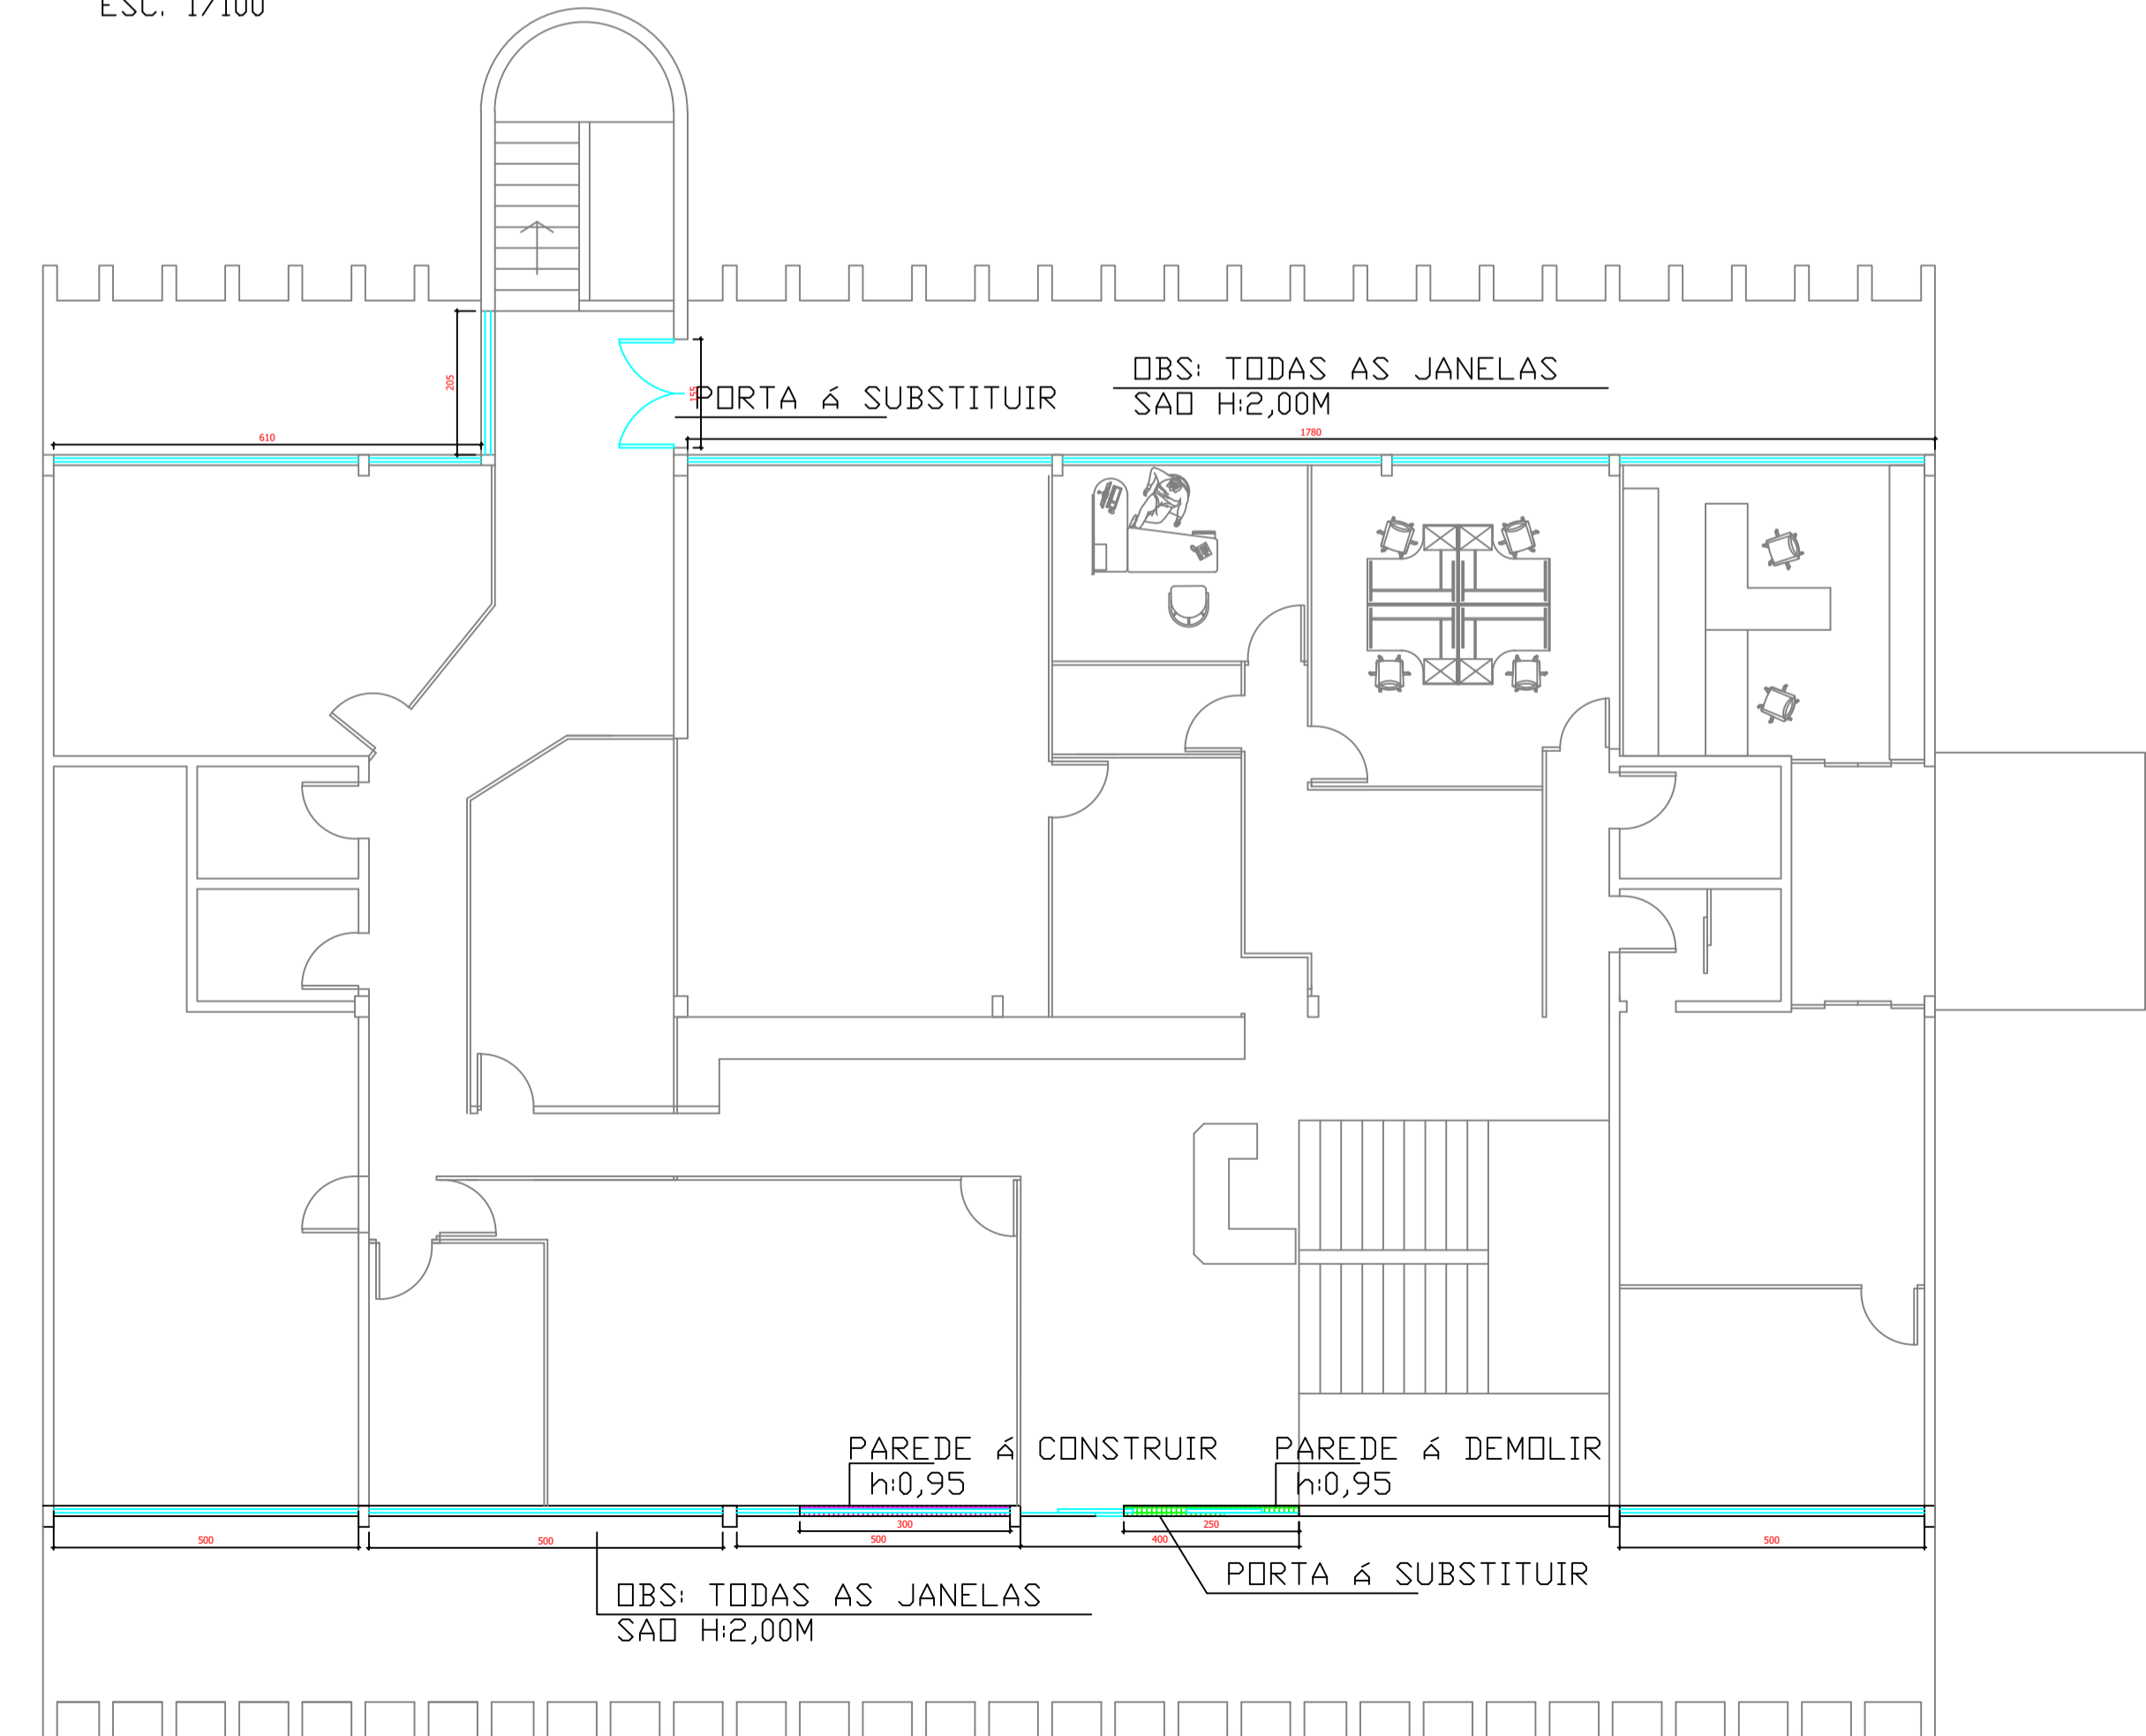 ESC. 1/100
205
155
PORTA á SUBSTITUIR
OBS: TODAS AS JANELAS
SAO H:2,00M
610
1780
PAREDE á CONSTRUIR
h:0,95
PAREDE á DEMOLIR
h:0,95
300
250
500
500
500
400
500
PORTA á SUBSTITUIR
OBS: TODAS AS JANELAS
SAO H:2,00M